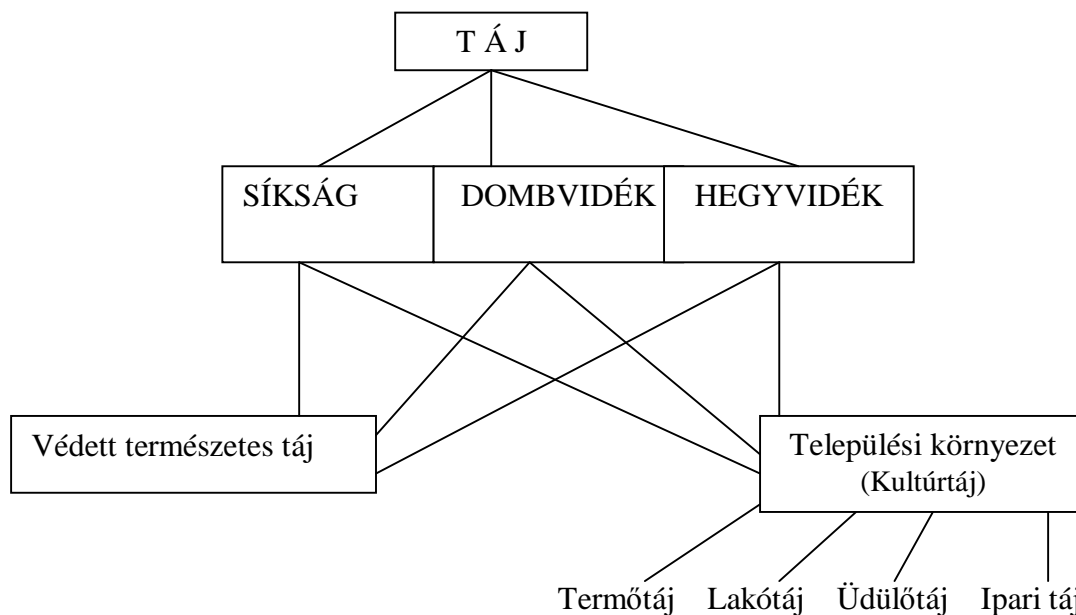 T Á J
SÍKSÁG
DOMBVIDÉK
HEGYVIDÉK
Védett természetes táj
Települési környezet
(Kultúrtáj)
Termőtáj Lakótáj Üdülőtáj Ipari táj